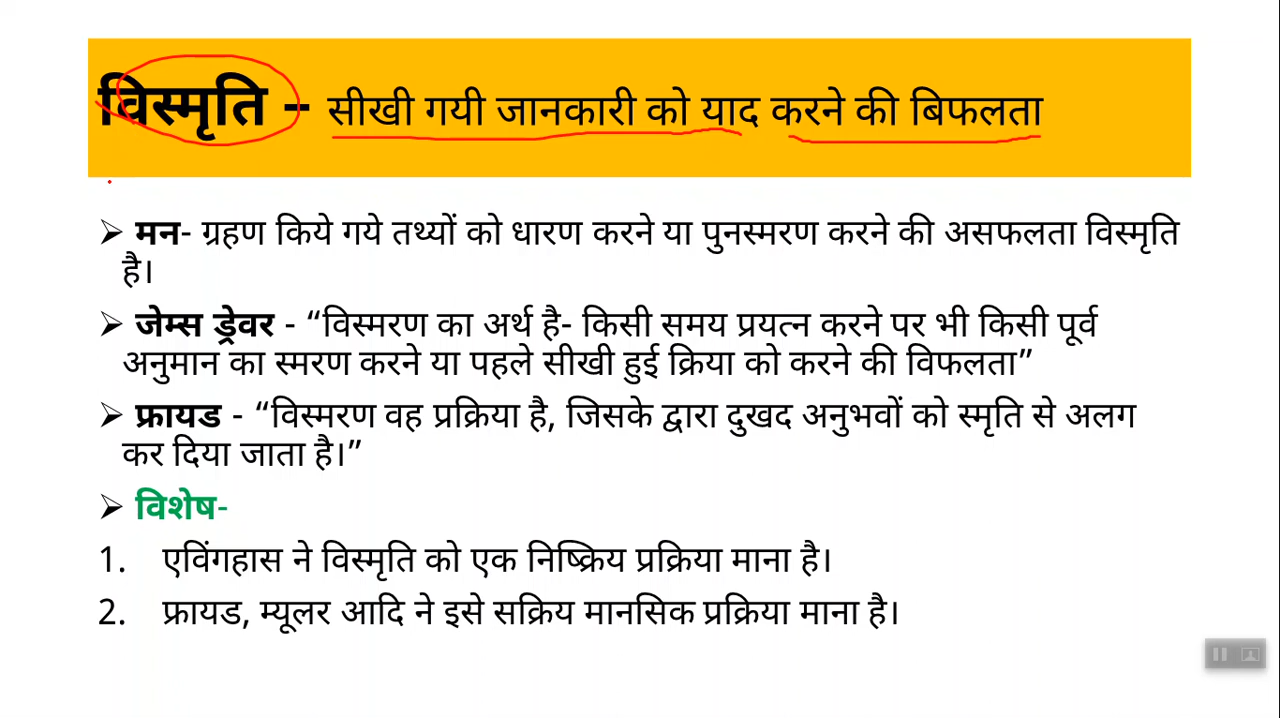 विस्मृति – सीखी गयी जानकारी को याद करने की बिफलता
➢ मन- ग्रहण किये गये तथ्यों को धारण करने या पुनस्मरण करने की असफलता विस्मृति
है।
➢ जेम्स ड्रेवर - “विस्मरण का अर्थ है- किसी समय प्रयत्न करने पर भी किसी पूर्व
अनुमान का स्मरण करने या पहले सीखी हुई क्रिया को करने की विफलता”
➢ फ्रायड - “विस्मरण वह प्रक्रिया है, जिसके द्वारा दुखद अनुभवों को स्मृति से अलग
कर दिया जाता है।”
➢ विशेष-
1. एविंगहास ने विस्मृति को एक निष्क्रिय प्रक्रिया माना है।
2. फ्रायड, म्यूलर आदि ने इसे सक्रिय मानसिक प्रक्रिया माना है।